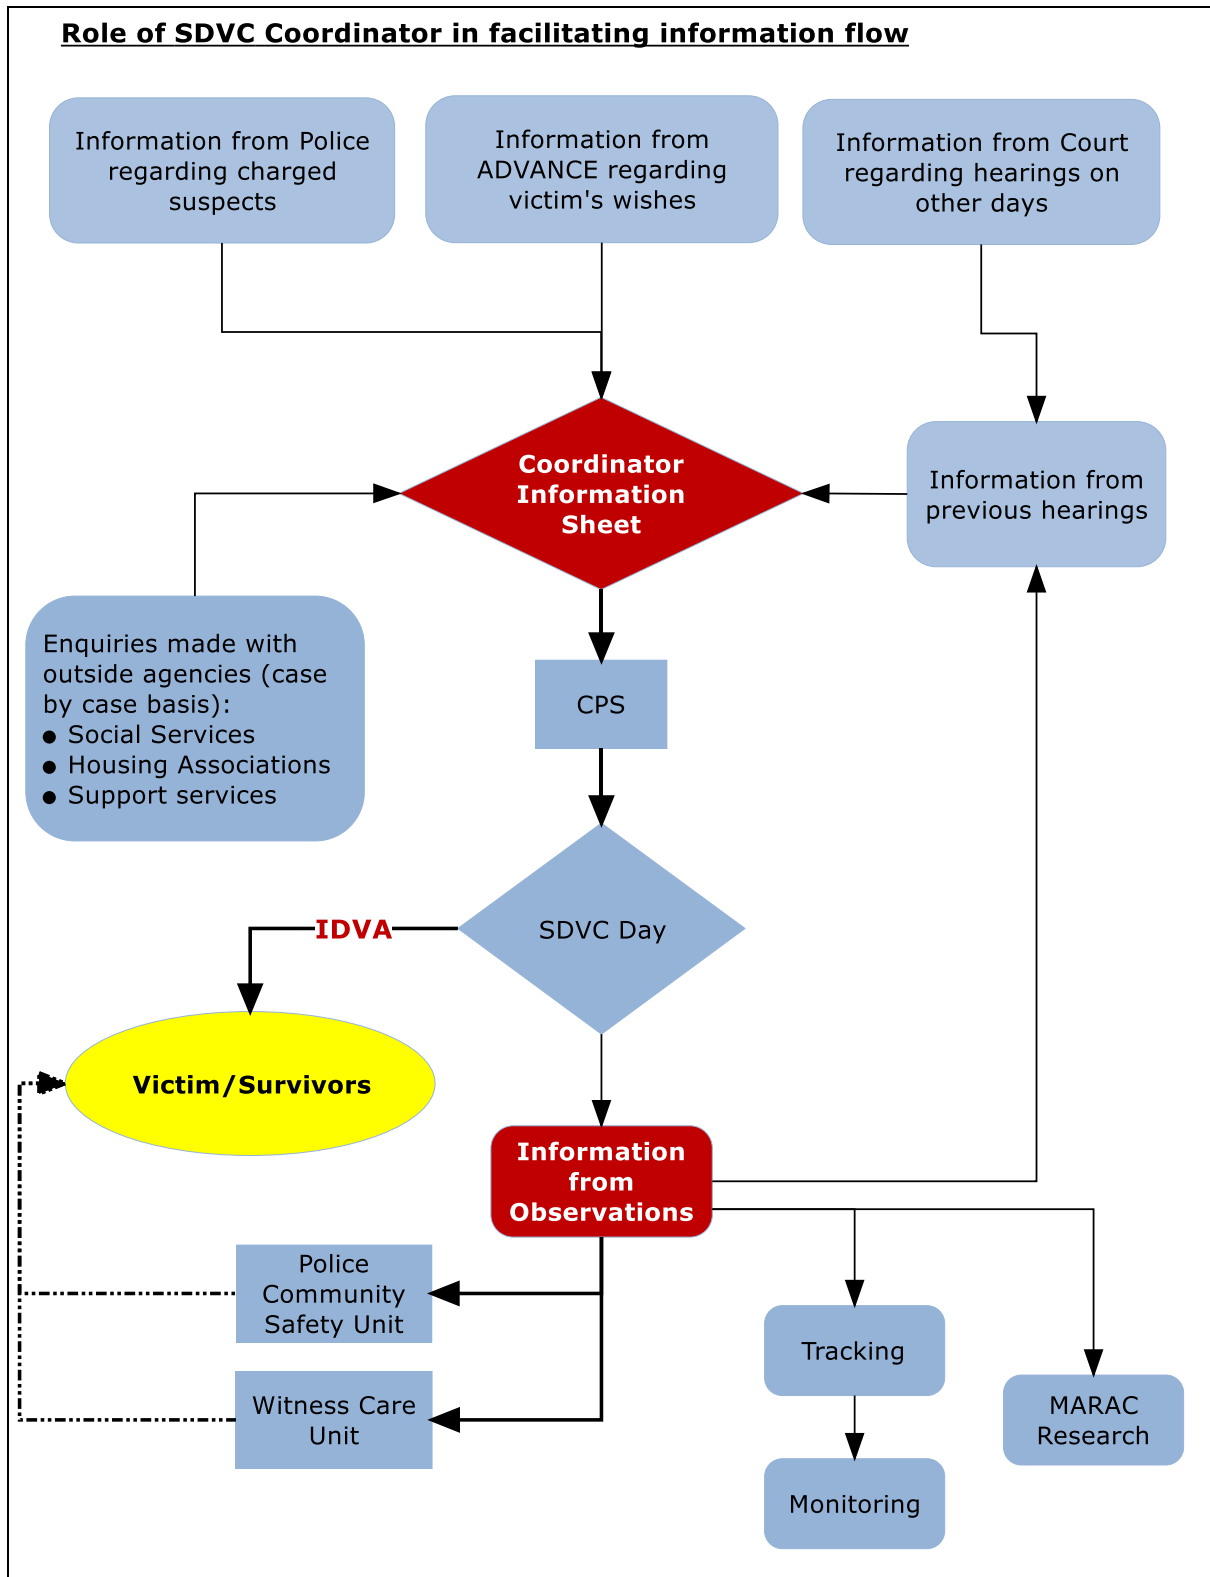 Role of SDVC Coordinator in facilitating information flow
Information from Police
regarding charged
suspects
Information from
ADVANCE regarding
victim's wishes
Information from Court
regarding hearings on
other days
Coordinator
Information
Sheet
Information from
previous hearings
Enquiries made with
outside agencies (case
by case basis):
● Social Services
● Housing Associations
● Support services
CPS
SDVC Day
IDVA
Victim/Survivors
Information
from
Observations
Police
Community
Safety Unit
Witness Care
Unit
Tracking
MARAC
Research
Monitoring